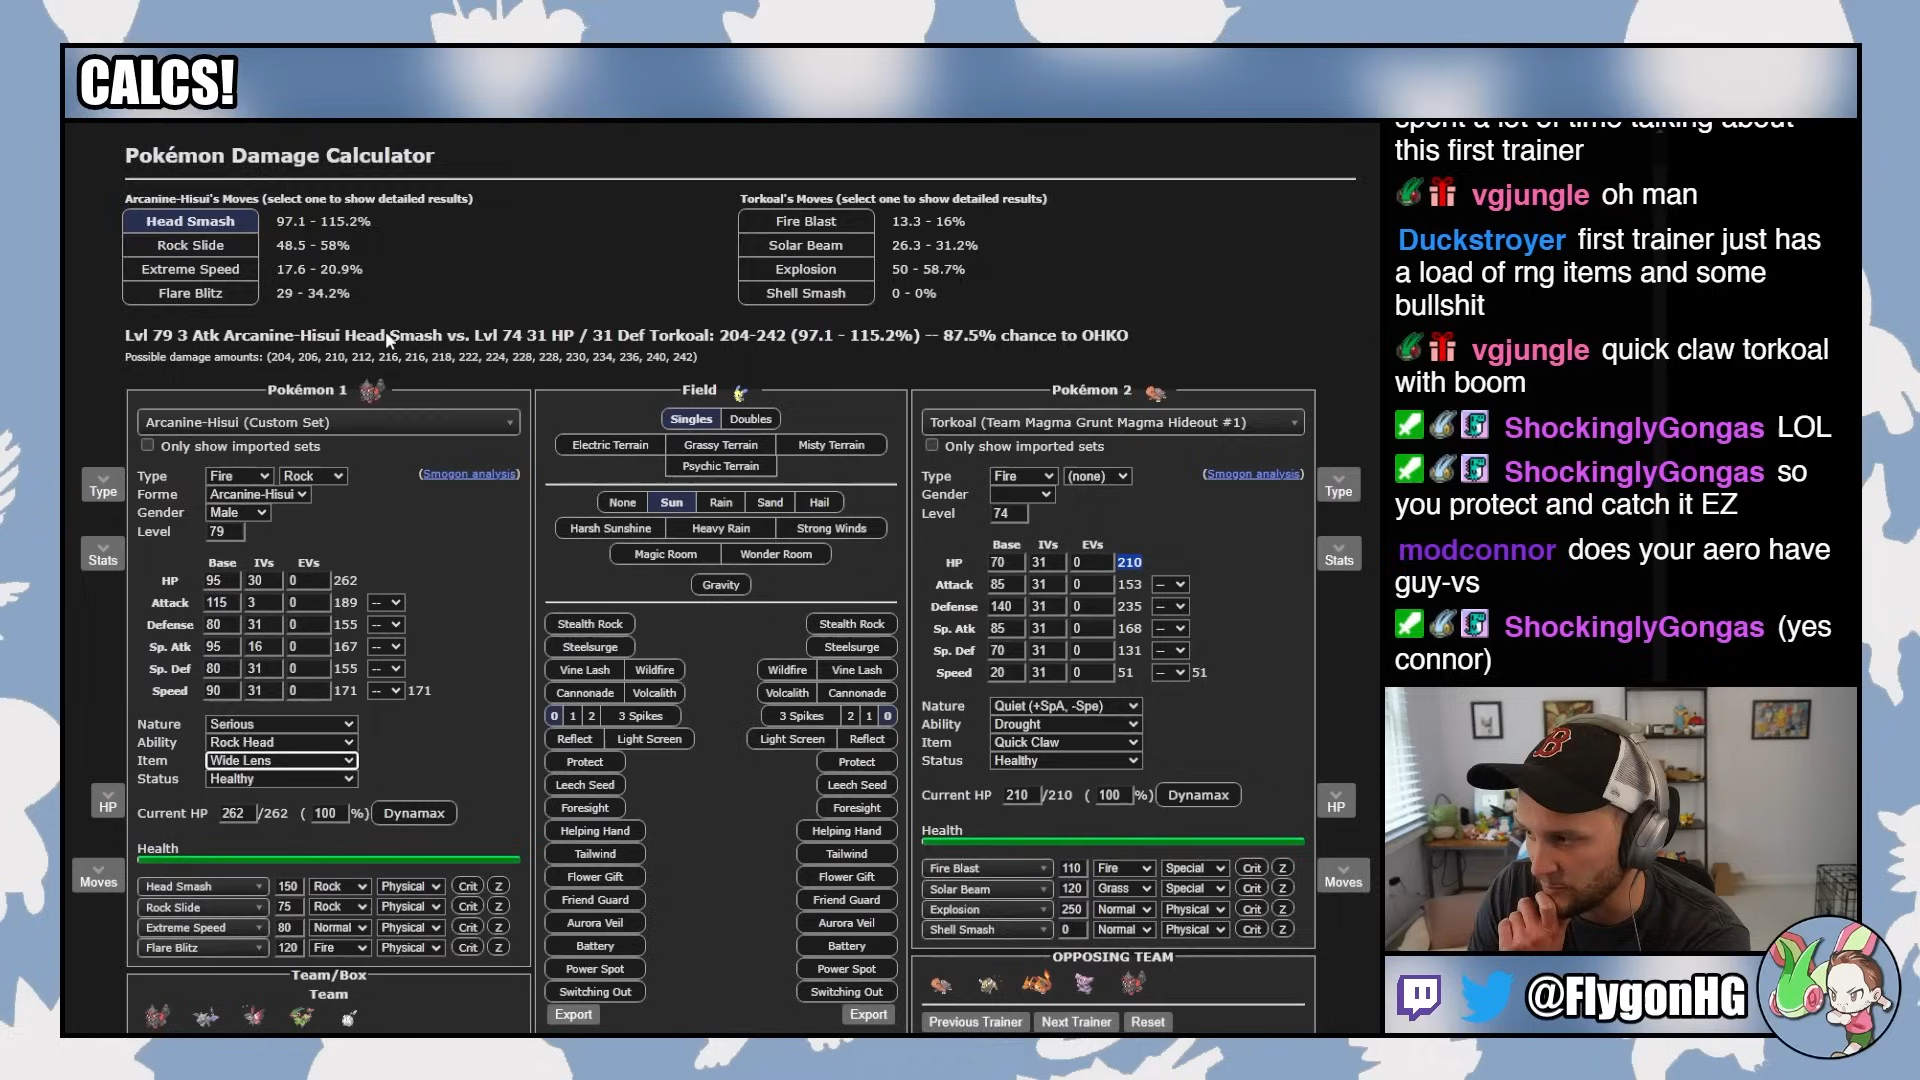 CALCS!
Pokémon Damage Calculator
Arcanine-Hisui's Moves (select one to show detailed results)
Head Smash 97.1 - 115.2%
Rock Slide 48.5 - 58%
Extreme Speed 17.6 - 20.9%
Flare Blitz 29 - 34.2%
Torkoal's Moves (select one to show detailed results)
Fire Blast 13.3 - 16%
Solar Beam 26.3 - 31.2%
Explosion 50 - 58.7%
Shell Smash 0 - 0%
Lvl 79 3 Atk Arcanine-Hisui Head Smash vs. Lvl 74 31 HP / 31 Def Torkoal: 204-242 (97.1 - 115.2%) -- 87.5% chance to OHKO
Possible damage amounts: (204, 206, 210, 212, 216, 216, 218, 222, 224, 228, 228, 230, 234, 236, 240, 242)
Pokémon 1
Arcanine-Hisui (Custom Set)
Only show imported sets
Type
Stats
HP
Moves
Type Fire Rock (Smogon analysis)
Forme Arcanine-Hisui
Gender Male
Level 79
Base IVs EVs
HP 95 30 0 262
Attack 115 3 0 189 --
Defense 80 31 0 155 --
Sp. Atk 95 16 0 167 --
Sp. Def 80 31 0 155 --
Speed 90 31 0 171 -- 171
Nature Serious
Ability Rock Head
Item Wide Lens
Status Healthy
Current HP 262 /262 ( 100 %) Dynamax
Health
Head Smash 150 Rock Physical Crit Z
Rock Slide 75 Rock Physical Crit Z
Extreme Speed 80 Normal Physical Crit Z
Flare Blitz 120 Fire Physical Crit Z
Team/Box
Team
Field
Singles Doubles
Electric Terrain Grassy Terrain Misty Terrain
Psychic Terrain
None Sun Rain Sand Hail
Harsh Sunshine Heavy Rain Strong Winds
Magic Room Wonder Room
Gravity
Stealth Rock Stealth Rock
Steelsurge Steelsurge
Vine Lash Wildfire Wildfire Vine Lash
Cannonade Volcalith Volcalith Cannonade
0 1 2 3 Spikes 3 Spikes 2 1 0
Reflect Light Screen Light Screen Reflect
Protect Protect
Leech Seed Leech Seed
Foresight Foresight
Helping Hand Helping Hand
Tailwind Tailwind
Flower Gift Flower Gift
Friend Guard Friend Guard
Aurora Veil Aurora Veil
Battery Battery
Power Spot Power Spot
Switching Out Switching Out
Export Export
Pokémon 2
Torkoal (Team Magma Grunt Magma Hideout #1)
Only show imported sets
Type Fire (none) (Smogon analysis)
Gender
Level 74
Base IVs EVs
HP 70 31 0 210
Attack 85 31 0 153 --
Defense 140 31 0 235 --
Sp. Atk 85 31 0 168 --
Sp. Def 70 31 0 131 --
Speed 20 31 0 51 -- 51
Nature Quiet (+SpA, -Spe)
Ability Drought
Item Quick Claw
Status Healthy
Current HP 210 /210 ( 100 %) Dynamax
Health
Fire Blast 110 Fire Special Crit Z
Solar Beam 120 Grass Special Crit Z
Explosion 250 Normal Physical Crit Z
Shell Smash 0 Normal Physical Crit Z
OPPOSING TEAM
Previous Trainer Next Trainer Reset
Type
Stats
HP
Moves
spent a lot of time talking about
this first trainer
vgjungle oh man
Duckstroyer first trainer just has
a load of rng items and some
bullshit
vgjungle quick claw torkoal
with boom
ShockinglyGongas LOL
ShockinglyGongas so
you protect and catch it EZ
modconnor does your aero have
guy-vs
ShockinglyGongas (yes
connor)
B
@FlygonHG